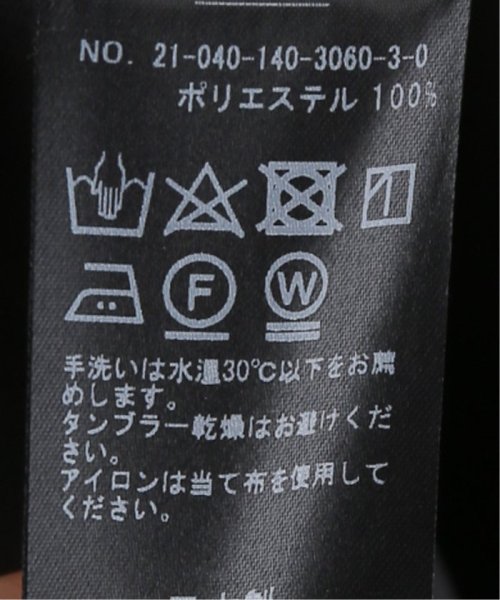 NO. 21-040-140-3060-3-0
ポリエステル 100%
F
W
手洗いは水温30℃以下をお薦
めします。
タンブラー乾燥はお避けくだ
さい。
アイロンは当て布を使用して
ください。